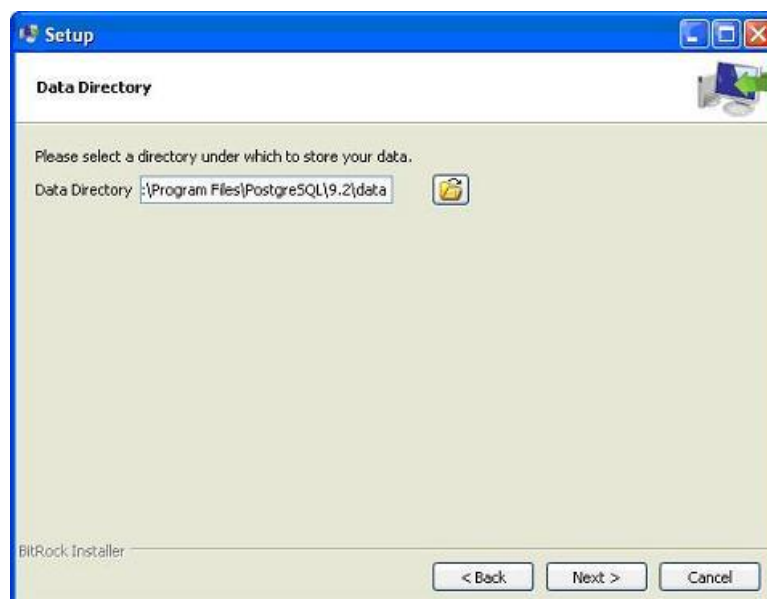 Setup
Data Directory
Please select a directory under which to store your data.
Data Directory :\Program Files\PostgreSQL\9.2\data
BitRock Installer
< Back Next > Cancel